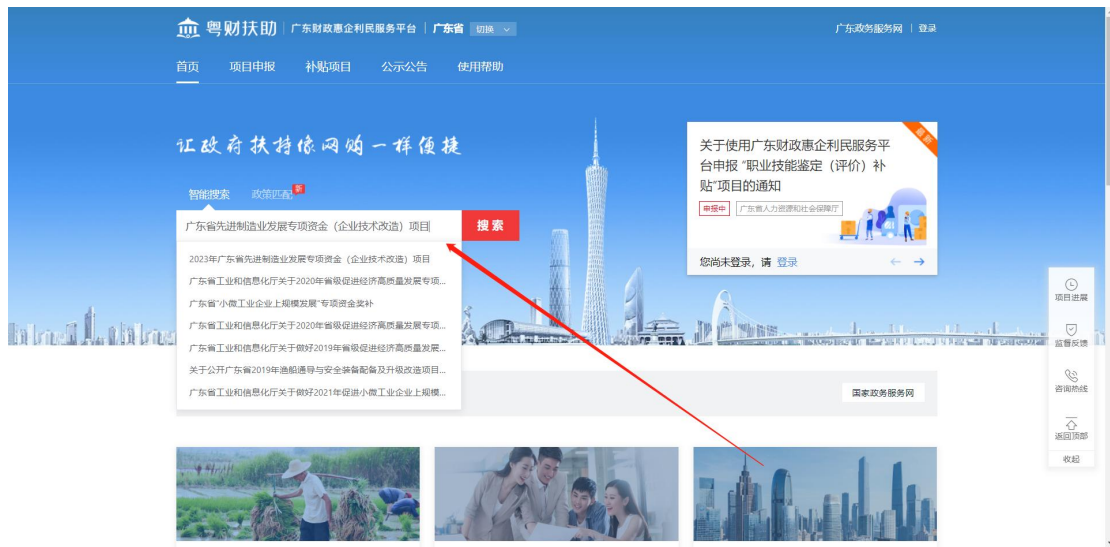 粤财扶助 广东财政惠企利民服务平台 广东省 切换
广东政务服务网 登录
首页 项目申报 补贴项目 公示公告 使用帮助
让政府扶持像网购一样便捷
智能搜索 政策匹配 新
广东省先进制造业发展专项资金（企业技术改造）项目 搜索
2023年广东省先进制造业发展专项资金（企业技术改造）项目
广东省工业和信息化厅关于2020年省级促进经济高质量发展专项...
广东省“小微工业企业上规模发展”专项资金奖补
广东省工业和信息化厅关于2020年省级促进经济高质量发展专项...
广东省工业和信息化厅关于做好2019年省级促进经济高质量发展...
关于公开广东省2019年渔船通导与安全装备配备及升级改造项目...
广东省工业和信息化厅关于做好2021年促进小微工业企业上规模...
最新
关于使用广东财政惠企利民服务平
台申报“职业技能鉴定（评价）补
贴”项目的通知
申报中 广东省人力资源和社会保障厅
您尚未登录，请 登录
国家政务服务网
项目进展
监督反馈
咨询热线
返回顶部
收起